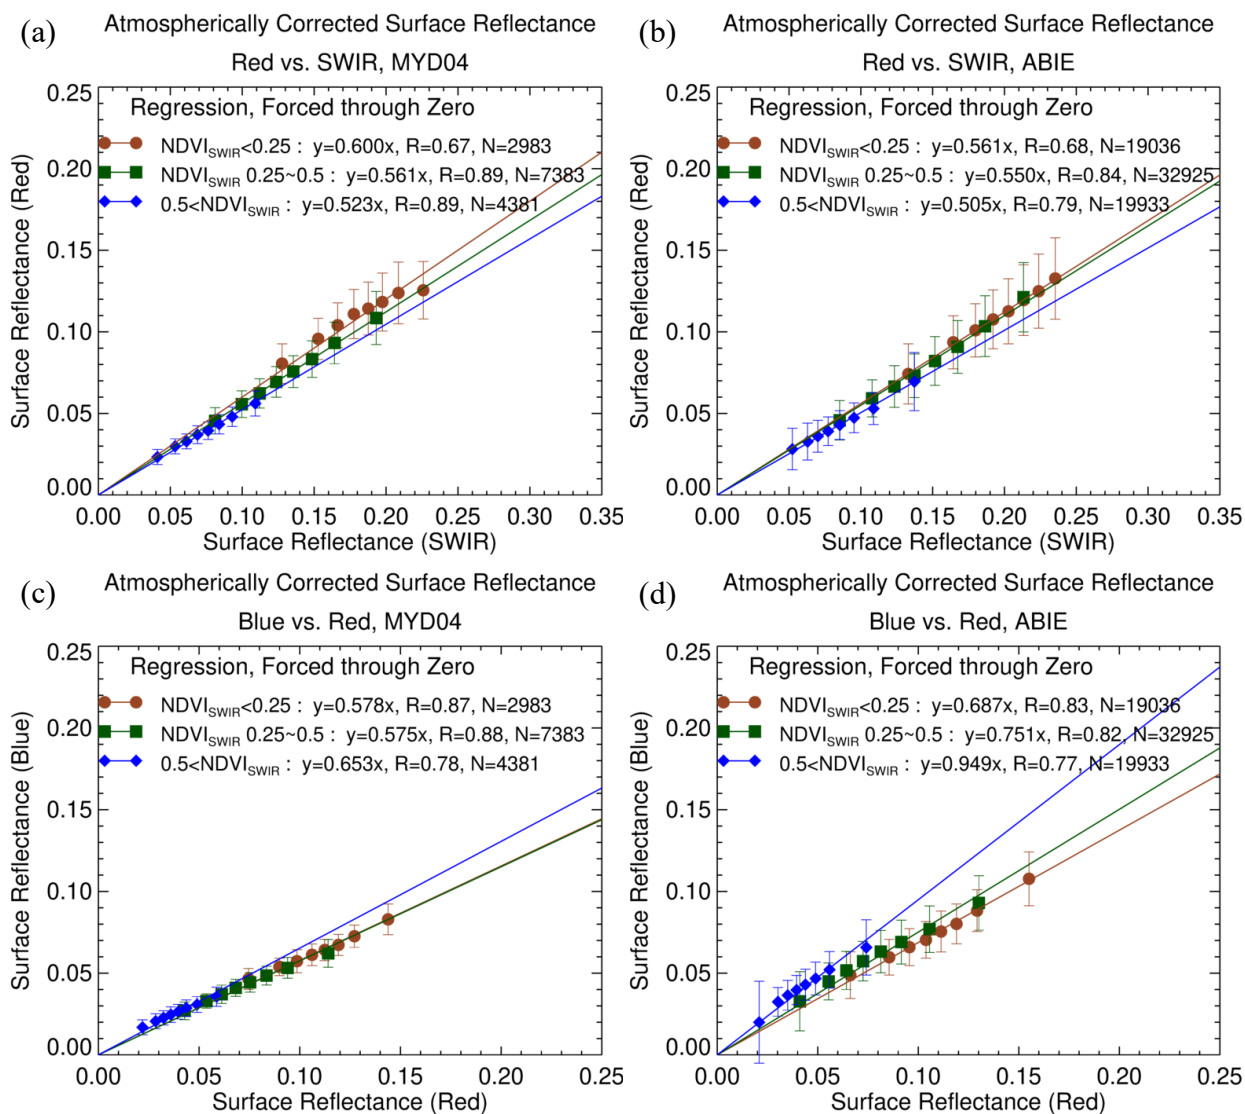 (a) Atmospherically Corrected Surface Reflectance
Red vs. SWIR, MYD04
Regression, Forced through Zero
NDVI_SWIR<0.25 : y=0.600x, R=0.67, N=2983
NDVI_SWIR 0.25~0.5 : y=0.561x, R=0.89, N=7383
0.5<NDVI_SWIR : y=0.523x, R=0.89, N=4381
Surface Reflectance (Red)
0.25
0.20
0.15
0.10
0.05
0.00
0.00 0.05 0.10 0.15 0.20 0.25 0.30 0.35
Surface Reflectance (SWIR)
(b) Atmospherically Corrected Surface Reflectance
Red vs. SWIR, ABIE
Regression, Forced through Zero
NDVI_SWIR<0.25 : y=0.561x, R=0.68, N=19036
NDVI_SWIR 0.25~0.5 : y=0.550x, R=0.84, N=32925
0.5<NDVI_SWIR : y=0.505x, R=0.79, N=19933
Surface Reflectance (Red)
0.25
0.20
0.15
0.10
0.05
0.00
0.00 0.05 0.10 0.15 0.20 0.25 0.30 0.35
Surface Reflectance (SWIR)
(c) Atmospherically Corrected Surface Reflectance
Blue vs. Red, MYD04
Regression, Forced through Zero
NDVI_SWIR<0.25 : y=0.578x, R=0.87, N=2983
NDVI_SWIR 0.25~0.5 : y=0.575x, R=0.88, N=7383
0.5<NDVI_SWIR : y=0.653x, R=0.78, N=4381
Surface Reflectance (Blue)
0.25
0.20
0.15
0.10
0.05
0.00
0.00 0.05 0.10 0.15 0.20 0.25
Surface Reflectance (Red)
(d) Atmospherically Corrected Surface Reflectance
Blue vs. Red, ABIE
Regression, Forced through Zero
NDVI_SWIR<0.25 : y=0.687x, R=0.83, N=19036
NDVI_SWIR 0.25~0.5 : y=0.751x, R=0.82, N=32925
0.5<NDVI_SWIR : y=0.949x, R=0.77, N=19933
Surface Reflectance (Blue)
0.25
0.20
0.15
0.10
0.05
0.00
0.00 0.05 0.10 0.15 0.20 0.25
Surface Reflectance (Red)